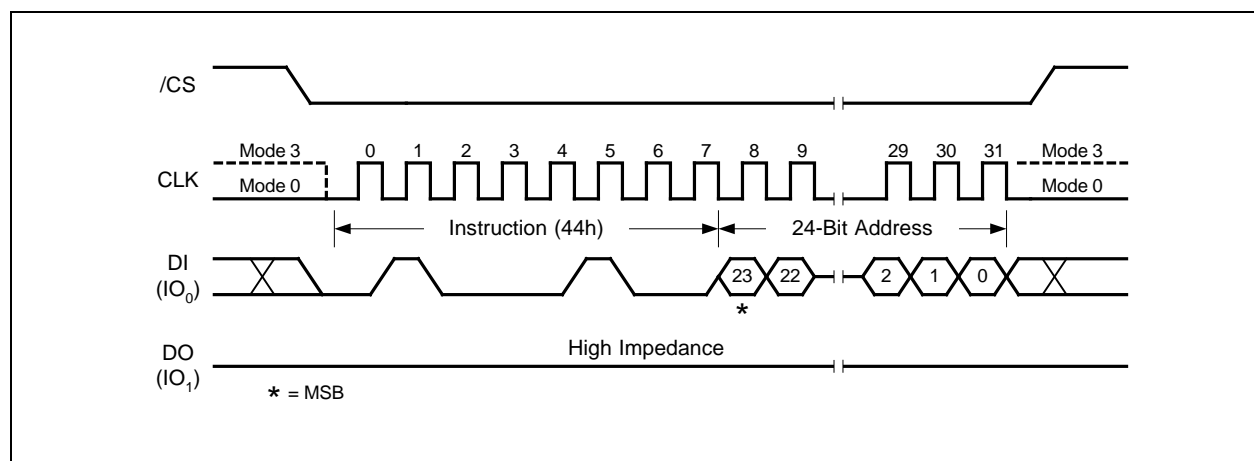 /CS
Mode 3 0 1 2 3 4 5 6 7 8 9 29 30 31 Mode 3
CLK
Mode 0 Mode 0
Instruction (44h) 24-Bit Address
DI
(IO0)
23 22 2 1 0
*
High Impedance
DO
(IO1)
* = MSB